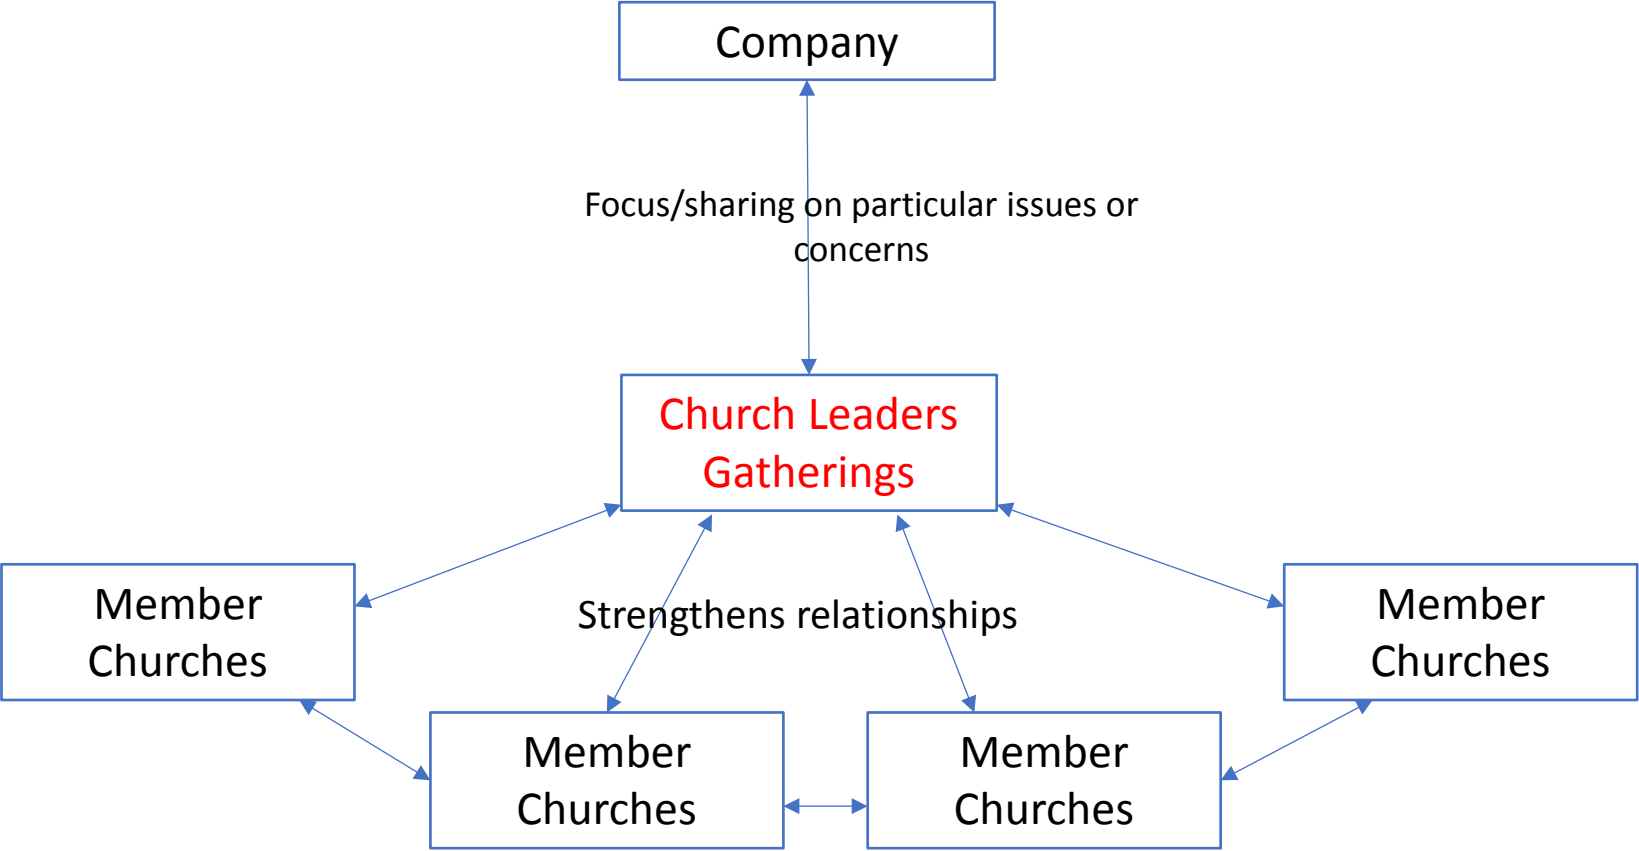 Company
Focus/sharing on particular issues or
concerns
Church Leaders
Gatherings
Member
Churches
Strengthens relationships
Member
Churches
Member
Churches
Member
Churches